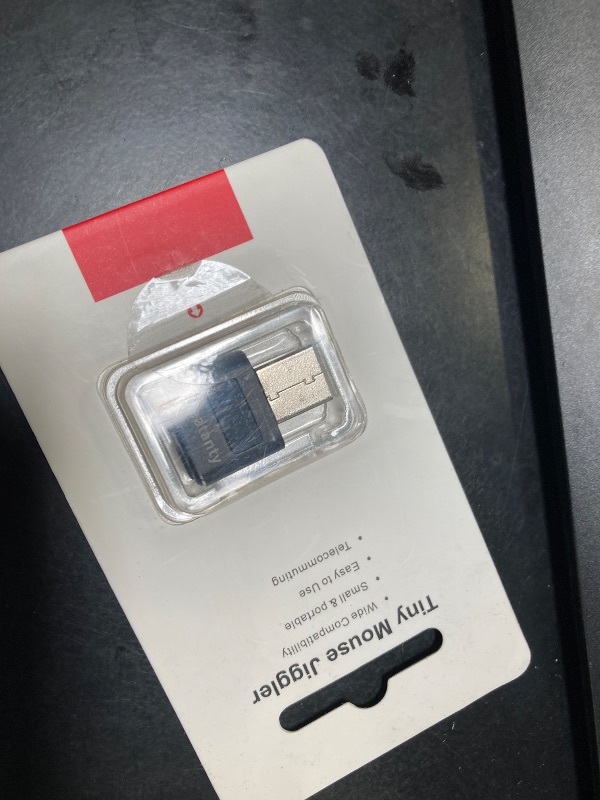 Tiny Mouse Jiggler
• Wide Compatibility
• Small & portable
• Easy to Use
• Telecommuting